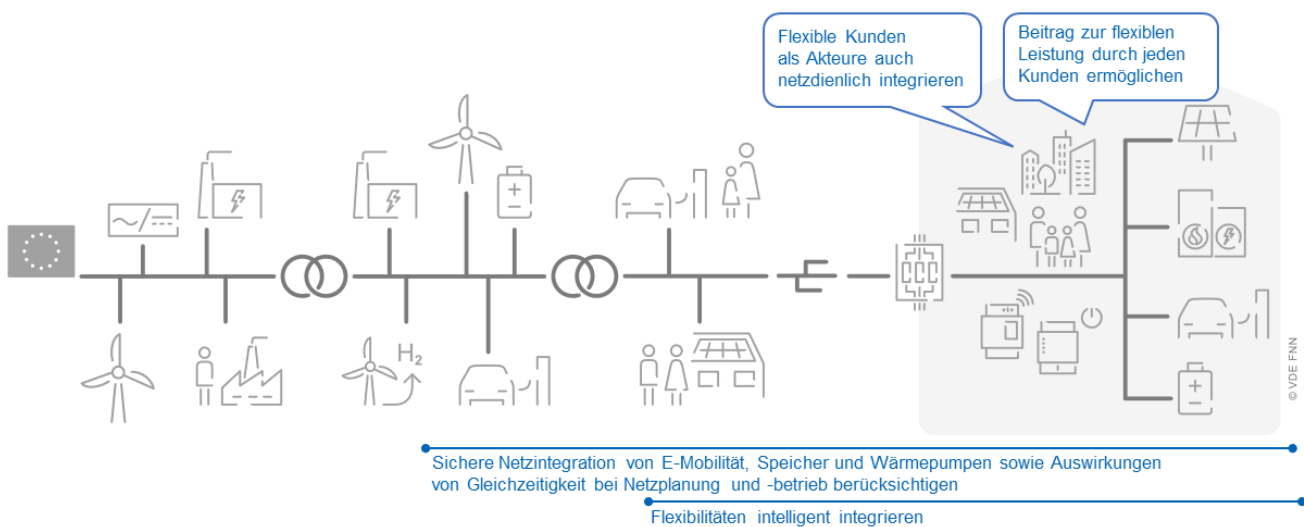 Flexible Kunden
als Akteure auch
netzdienlich integrieren
Beitrag zur flexiblen
Leistung durch jeden
Kunden ermöglichen
H2
© VDE FNN
Sichere Netzintegration von E-Mobilität, Speicher und Wärmepumpen sowie Auswirkungen
von Gleichzeitigkeit bei Netzplanung und -betrieb berücksichtigen
Flexibilitäten intelligent integrieren